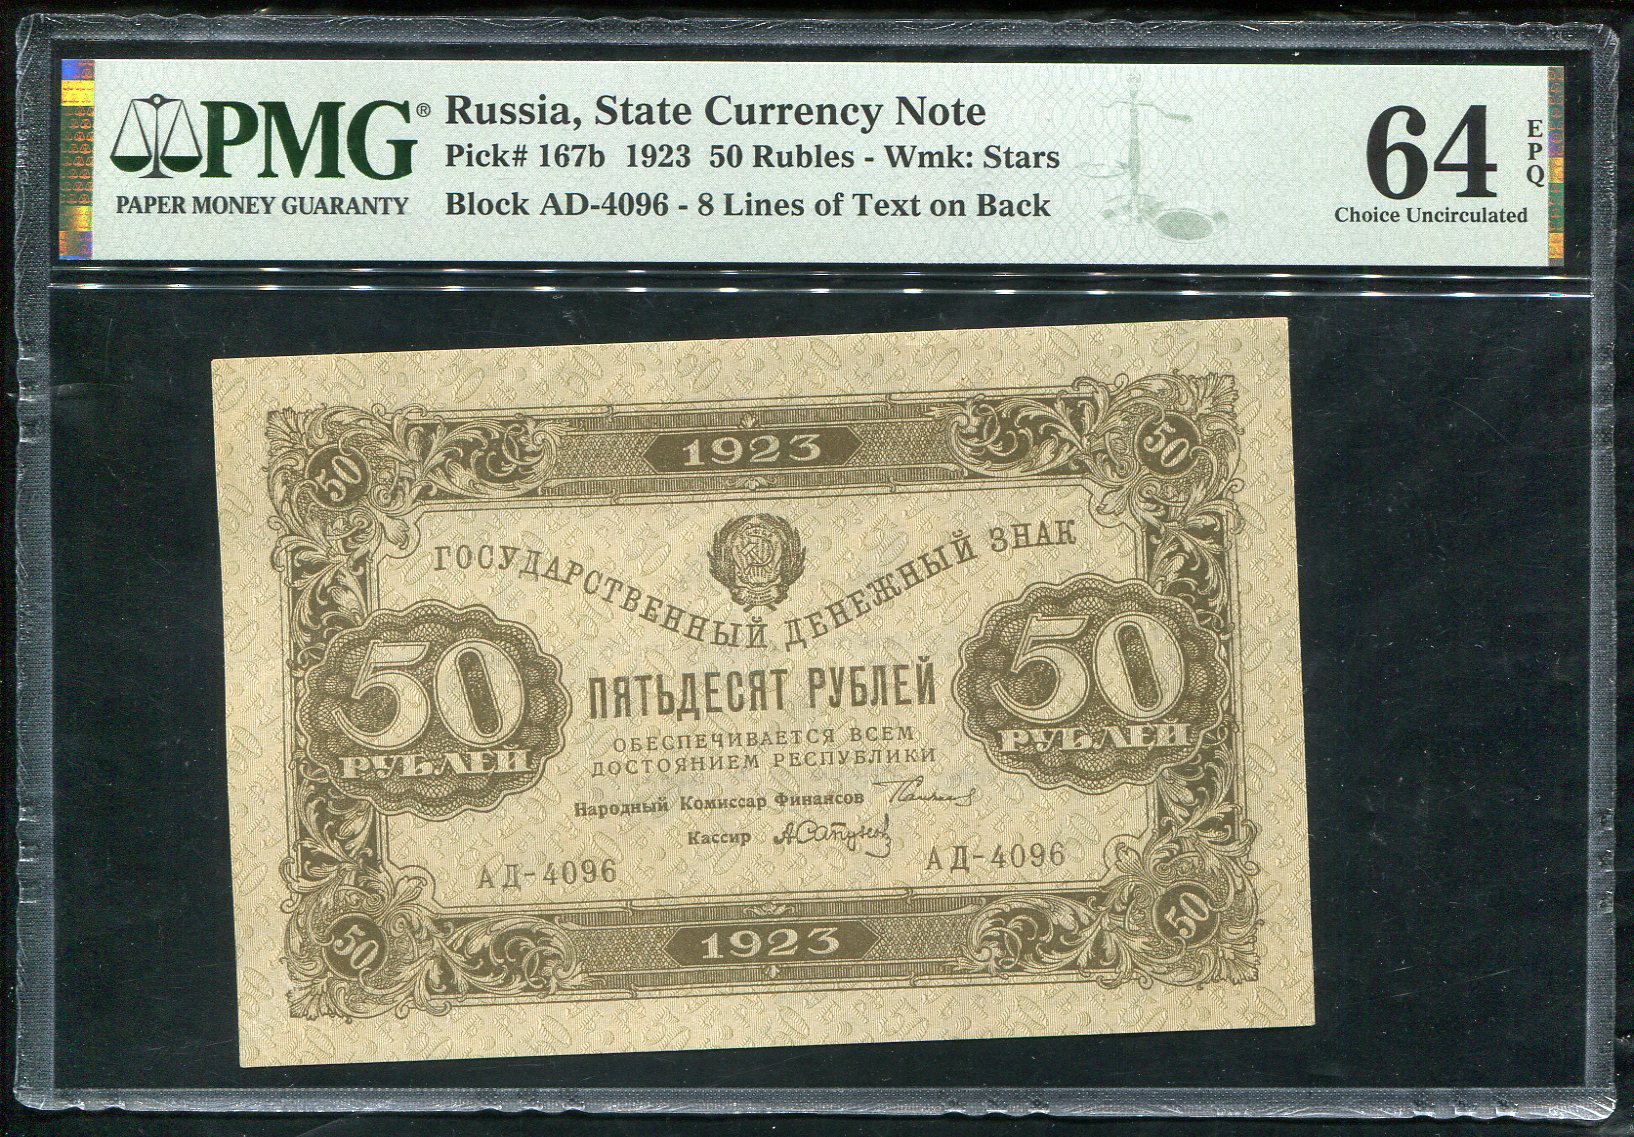 PMG®
PAPER MONEY GUARANTY
Russia, State Currency Note
Pick# 167b 1923 50 Rubles - Wmk: Stars
Block AD-4096 - 8 Lines of Text on Back
64
EPQ
Choice Uncirculated
50
1923
50
ГОСУДАРСТВЕННЫЙ ДЕНЕЖНЫЙ ЗНАК
50
РУБЛЕЙ
ПЯТЬДЕСЯТ РУБЛЕЙ
50
РУБЛЕЙ
ОБЕСПЕЧИВАЕТСЯ ВСЕМ
ДОСТОЯНИЕМ РЕСПУБЛИКИ
Народный Комиссар Финансов
Кассир
АД-4096
АД-4096
50
1923
50